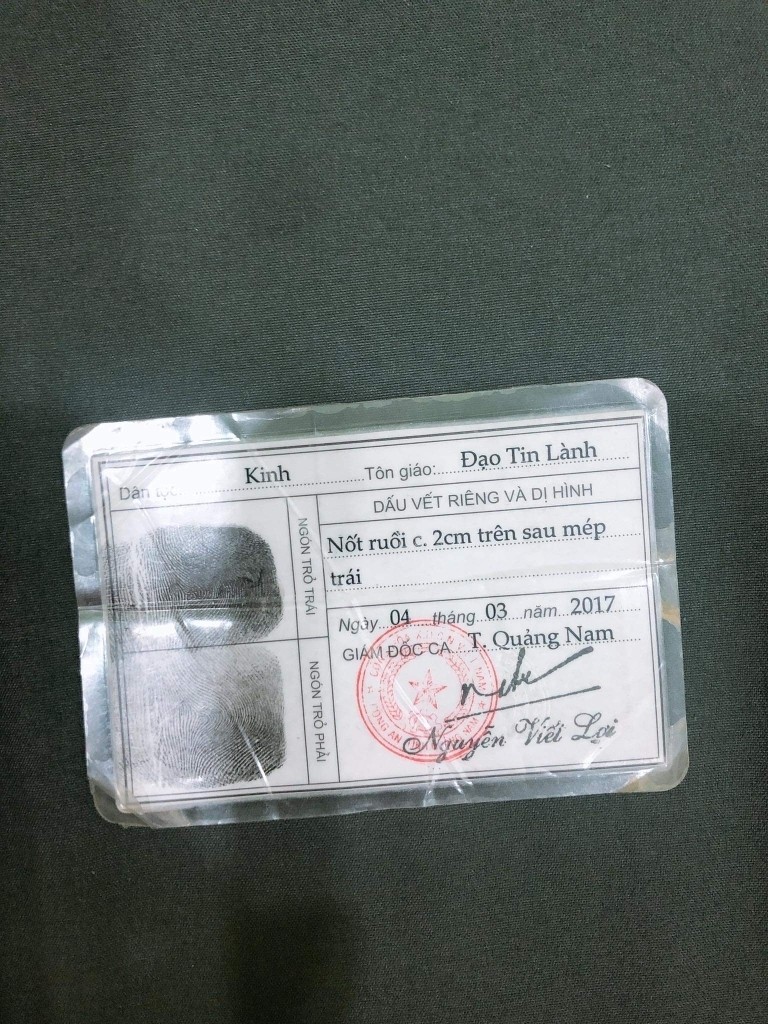 Dân tộc: Kinh Tôn giáo: Đạo Tin Lành
NGÓN TRỎ TRÁI
NGÓN TRỎ PHẢI
DẤU VẾT RIÊNG VÀ DỊ HÌNH
Nốt ruồi c. 2cm trên sau mép
trái
Ngày 04 tháng 03 năm 2017
GIÁM ĐỐC CA T. Quảng Nam
Nguyễn Viết Lợi